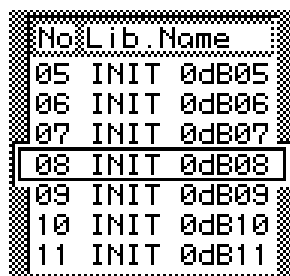 No Lib.Name
05 INIT 0dB05
06 INIT 0dB06
07 INIT 0dB07
08 INIT 0dB08
09 INIT 0dB09
10 INIT 0dB10
11 INIT 0dB11